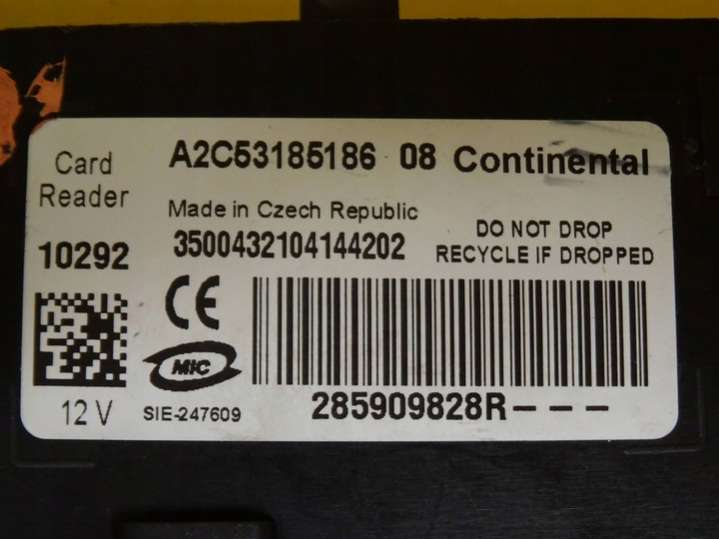 Card Reader
A2C53185186 08 Continental
Made in Czech Republic
10292
3500432104144202
DO NOT DROP
RECYCLE IF DROPPED
CE
MIC
12 V
SIE-247609
285909828R---